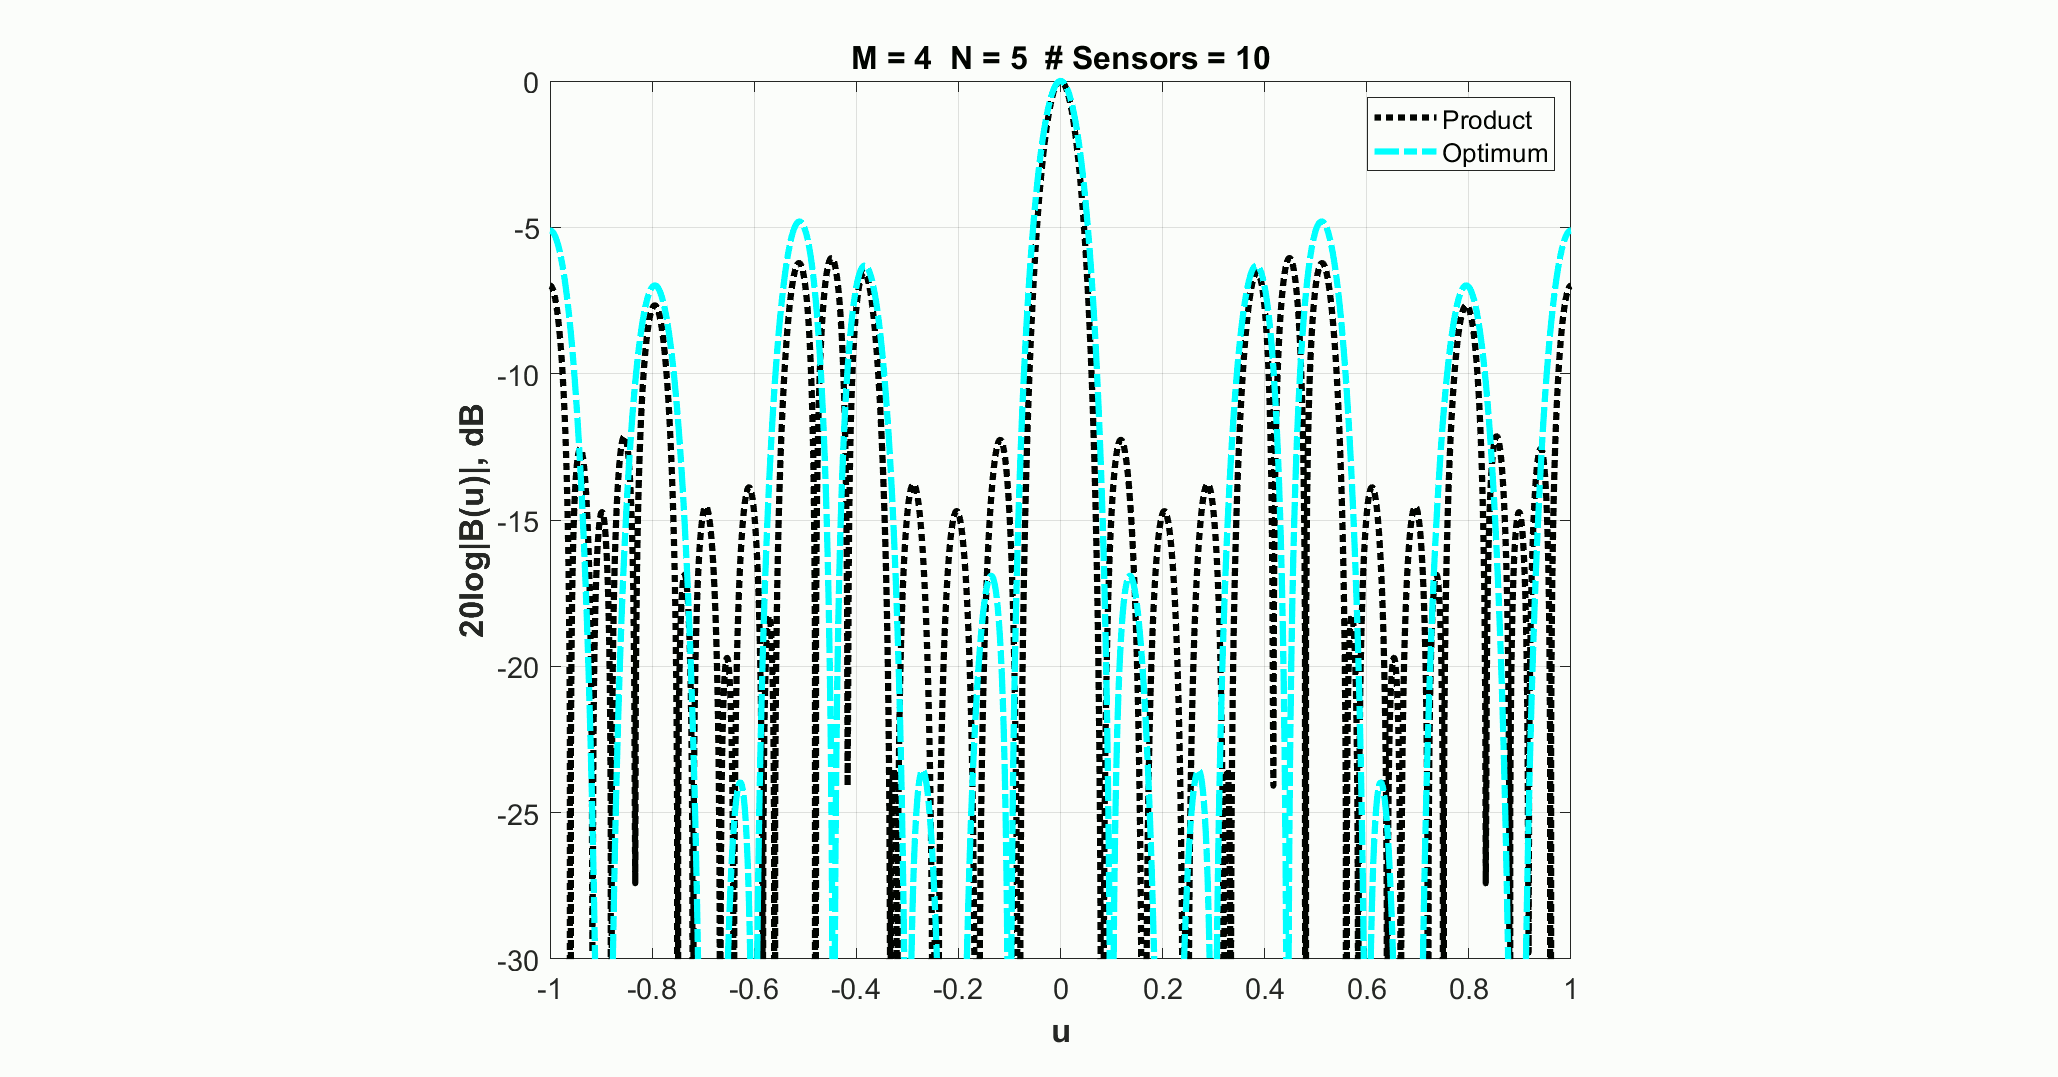 M = 4 N = 5 # Sensors = 10
Product
Optimum
20log|B(u)|, dB
0
-5
-10
-15
-20
-25
-30
-1 -0.8 -0.6 -0.4 -0.2 0 0.2 0.4 0.6 0.8 1
u